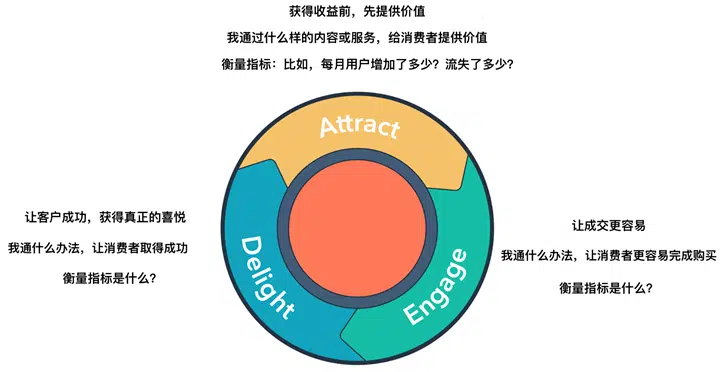 获得收益前，先提供价值
我通过什么样的内容或服务，给消费者提供价值
衡量指标：比如，每月用户增加了多少？流失了多少？
Attract
让客户成功，获得真正的喜悦
我通什么办法，让消费者取得成功
衡量指标是什么？
Delight
Engage
让成交更容易
我通什么办法，让消费者更容易完成购买
衡量指标是什么？